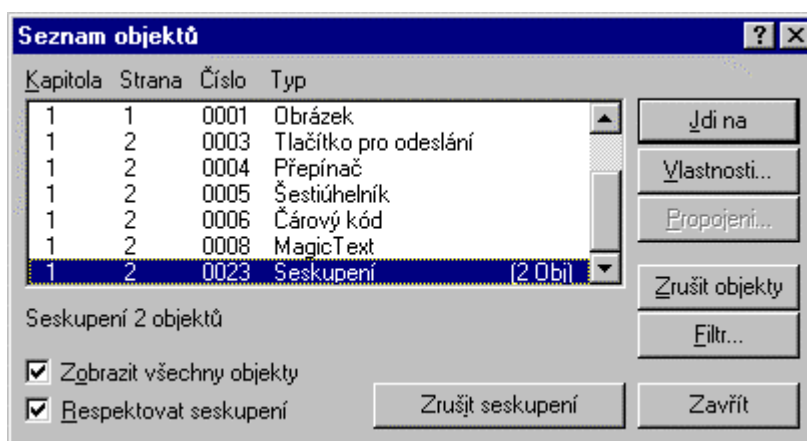 Seznam objektů
Kapitola Strana Číslo Typ
1 1 0001 Obrázek
1 2 0003 Tlačítko pro odeslání
1 2 0004 Přepínač
1 2 0005 Šestiúhelník
1 2 0006 Čárový kód
1 2 0008 MagicText
1 2 0023 Seskupení (2 Obj)
Seskupení 2 objektů
Zobrazit všechny objekty
Respektovat seskupení
Zrušit seskupení
Jdi na
Vlastnosti...
Propojeni...
Zrušit objekty
Filtr...
Zavřít